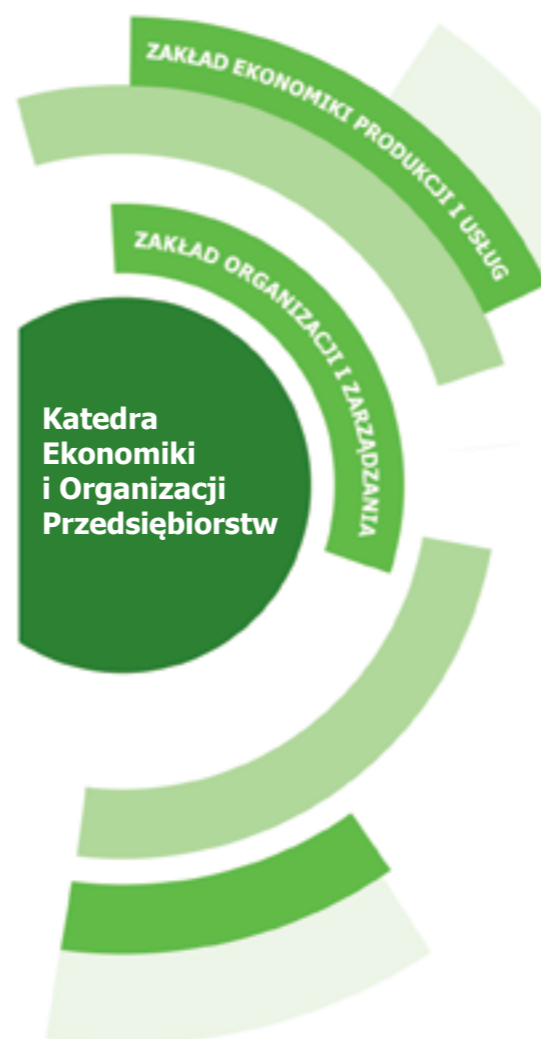 ZAKŁAD EKONOMIKI PRODUKCJI I USŁUG
ZAKŁAD ORGANIZACJI I ZARZĄDZANIA
Katedra
Ekonomiki
i Organizacji
Przedsiębiorstw